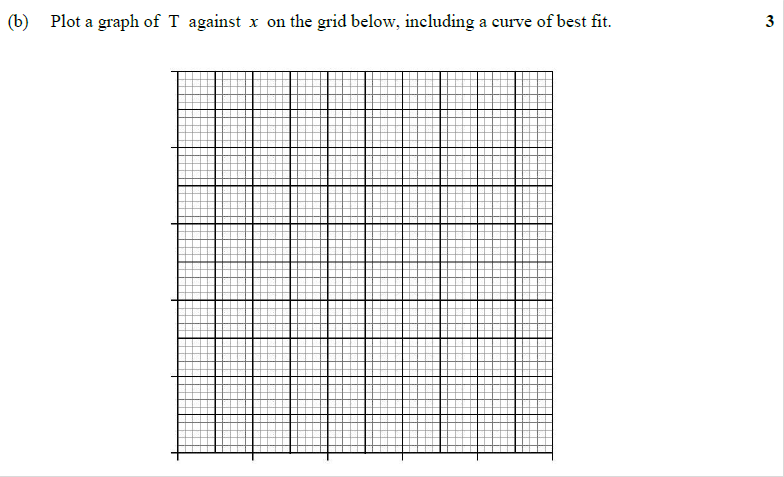 (b) Plot a graph of T against x on the grid below, including a curve of best fit. 3